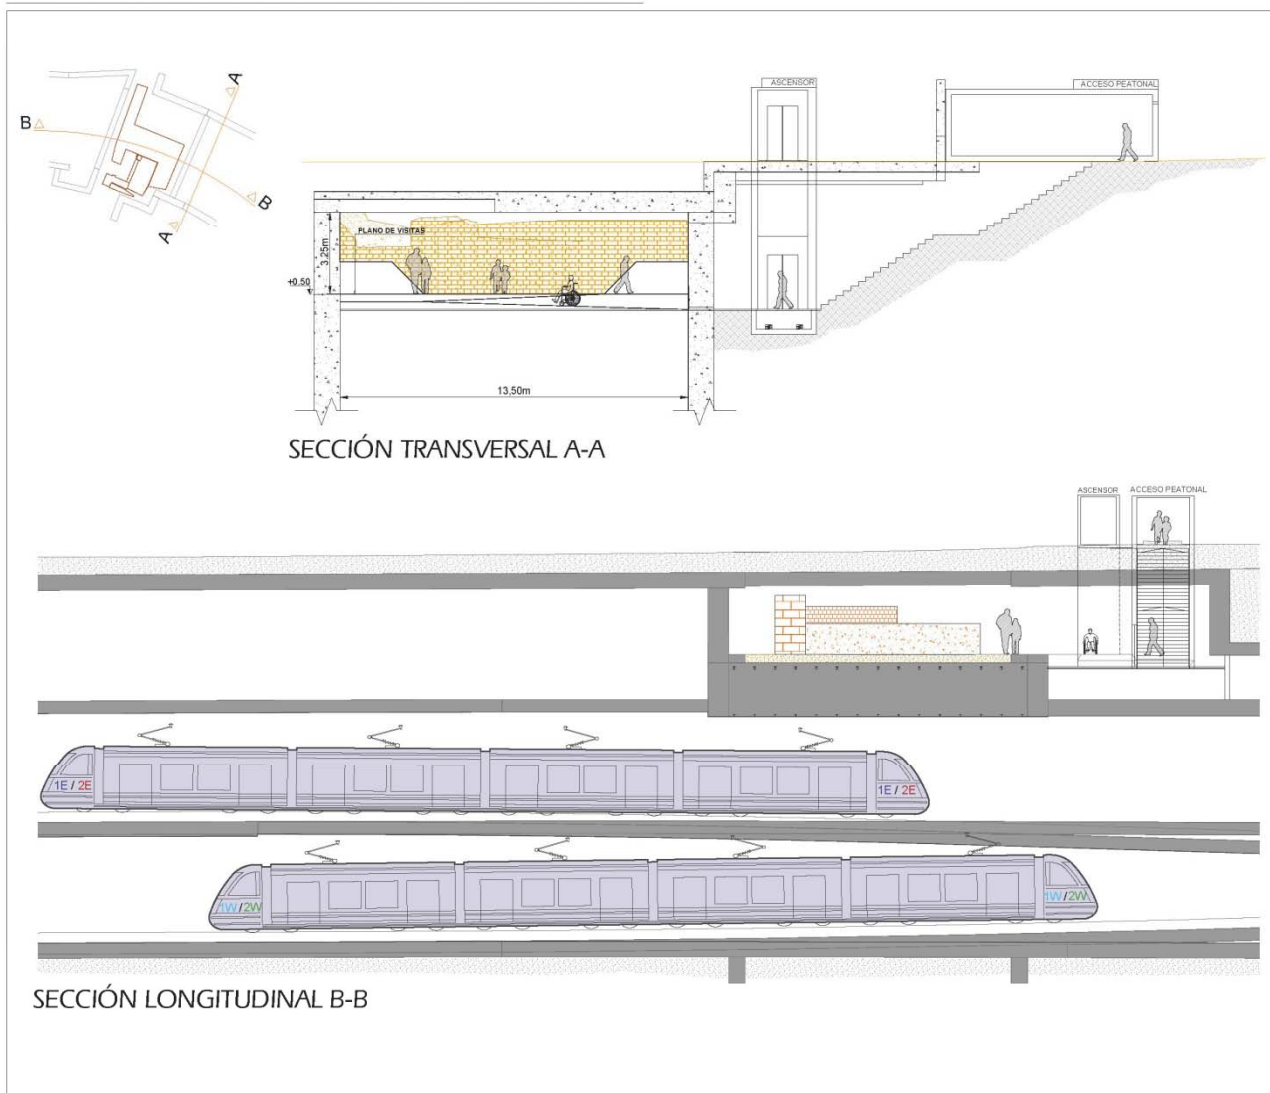 A
B
B
A
ASCENSOR
ACCESO PEATONAL
PLANO DE VISITAS
3,25m
+0.50
13,50m
SECCIÓN TRANSVERSAL A-A
ASCENSOR
ACCESO PEATONAL
1E / 2E
1E / 2E
1W / 2W
1W / 2W
SECCIÓN LONGITUDINAL B-B